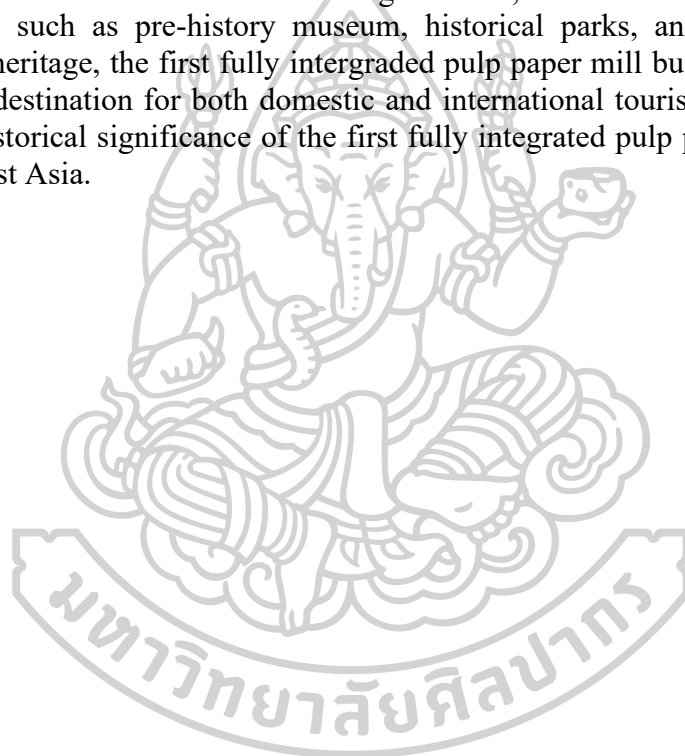 such as pre-history museum, historical parks, an
heritage, the first fully intergraded pulp paper mill bu
destination for both domestic and international touris
storical significance of the first fully integrated pulp p
st Asia.
มหาวิทยาลัยศิลปากร